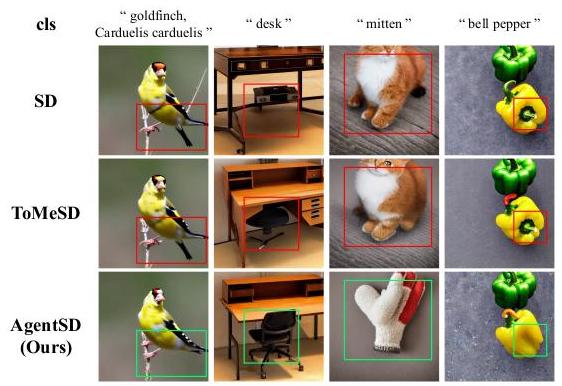 cls
“ goldfinch,
Carduelis carduelis ”
“ desk ”
“ mitten ”
“ bell pepper ”
SD
ToMeSD
AgentSD
(Ours)